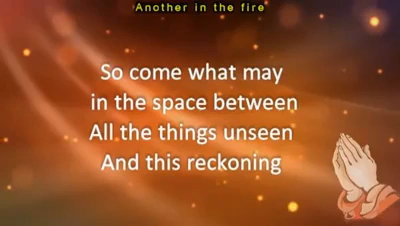 Another in the fire
So come what may
in the space between
All the things unseen
And this reckoning